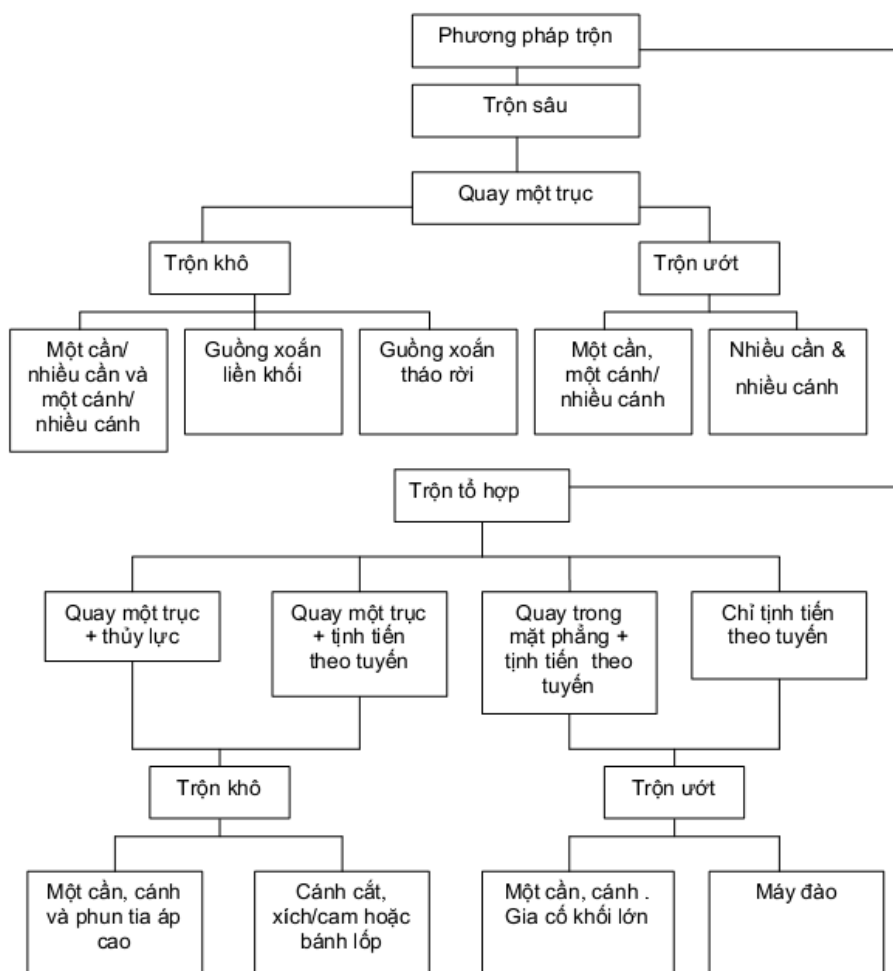 Phương pháp trộn
Trộn sâu
Quay một trục
Trộn khô
Trộn ướt
Một cần/
nhiều cần và
một cánh/
nhiều cánh
Guồng xoắn
liền khối
Guồng xoắn
tháo rời
Một cần,
một cánh/
nhiều cánh
Nhiều cần &
nhiều cánh
Trộn tổ hợp
Quay một trục
+ thủy lực
Quay một trục
+ tịnh tiến
theo tuyến
Quay trong
mặt phẳng +
tịnh tiến theo
tuyến
Chỉ tịnh tiến
theo tuyến
Trộn khô
Trộn ướt
Một cần, cánh
và phun tia áp
cao
Cánh cắt,
xích/cam hoặc
bánh lốp
Một cần, cánh .
Gia cố khối lớn
Máy đào